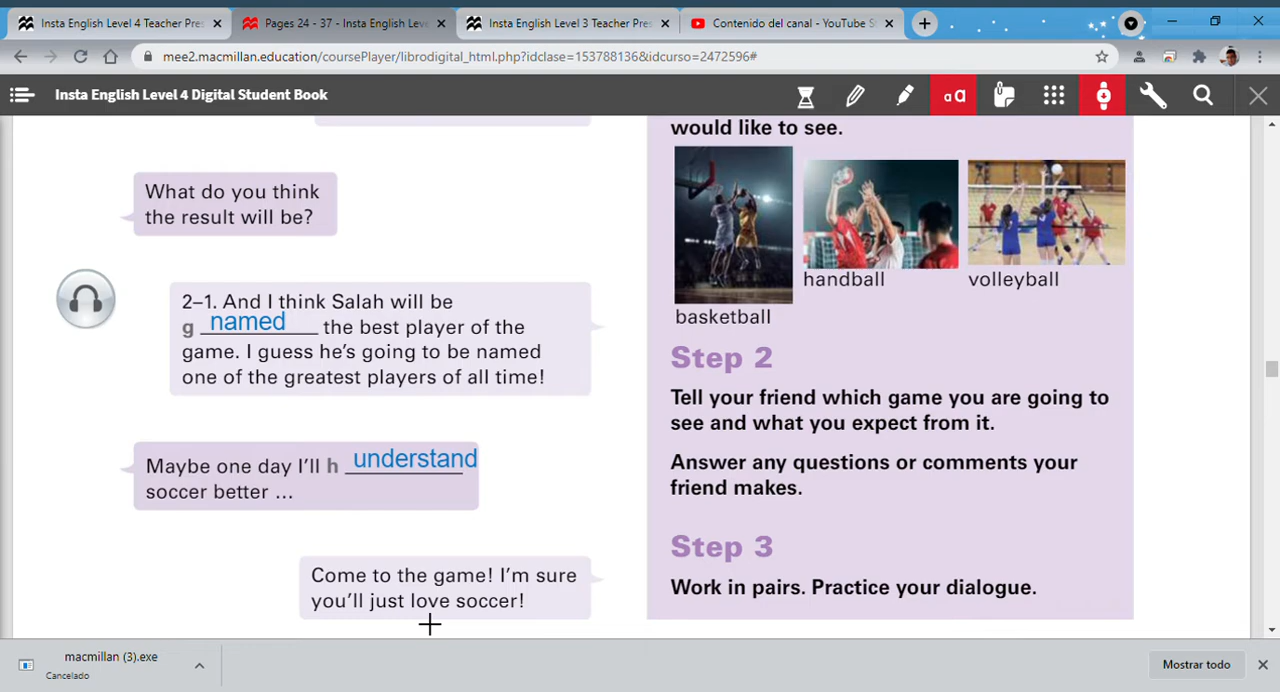 Insta English Level 4 Teacher Pres
Pages 24 - 37 - Insta English Leve
Insta English Level 3 Teacher Pres
Contenido del canal - YouTube S
mee2.macmillan.education/coursePlayer/librodigital_html.php?idclase=153788136&idcurso=2472596#
Insta English Level 4 Digital Student Book
aa
What do you think
the result will be?
2–1. And I think Salah will be
g named the best player of the
game. I guess he's going to be named
one of the greatest players of all time!
Maybe one day I'll h understand
soccer better ...
Come to the game! I'm sure
you'll just love soccer!
would like to see.
handball
volleyball
basketball
Step 2
Tell your friend which game you are going to
see and what you expect from it.
Answer any questions or comments your
friend makes.
Step 3
Work in pairs. Practice your dialogue.
macmillan (3).exe
Cancelado
Mostrar todo